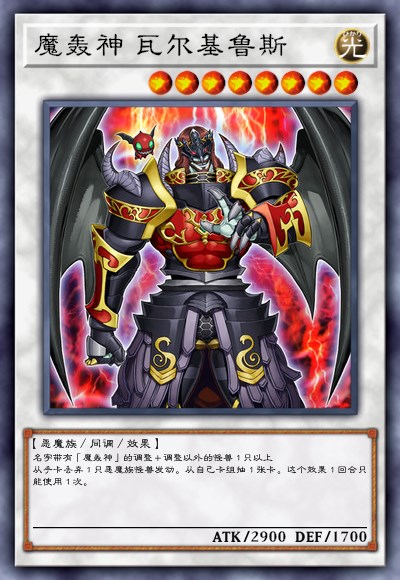 魔轰神 瓦尔基鲁斯
ひかり
光
【恶魔族／同调／效果】
名字带有「魔轰神」的调整＋调整以外的怪兽1只以上
从手卡丢弃1只恶魔族怪兽发动。从自己卡组抽1张卡。这个效果1回合只
能使用1次。
ATK/2900 DEF/1700